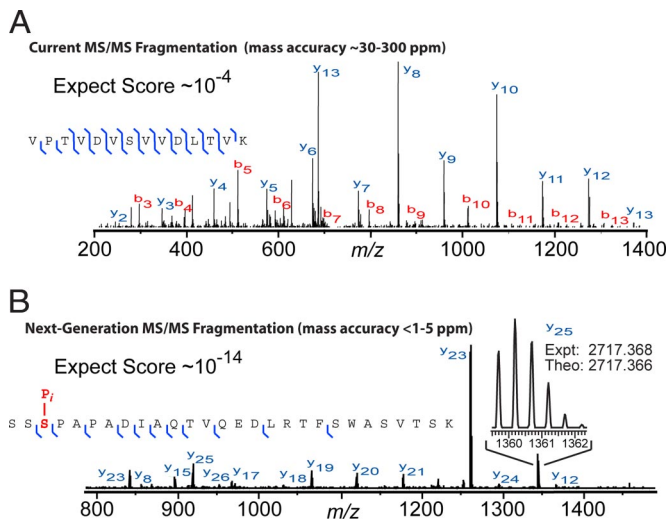 A
Current MS/MS Fragmentation (mass accuracy ~30-300 ppm)
Expect Score ~10-4
V P T V D V S V V D L T V K
y2 b3 y3 b4 y4 b5 y5 b6 y6 y13 b7 y7 b8 y8 b9 y9 b10 y10 b11 y11 b12 y12 b13 y13
200 400 600 800 1000 1200 1400
m/z
B
Next-Generation MS/MS Fragmentation (mass accuracy <1-5 ppm)
Expect Score ~10-14
y23
y25
Expt: 2717.368
Theo: 2717.366
1360 1361 1362
Pi
S S S P A P A D I A Q T V Q E D L R T F S W A S V T S K
y23 y8 y15 y25 y26 y17 y18 y19 y20 y21 y24 y12
800 900 1000 1200 1400
m/z